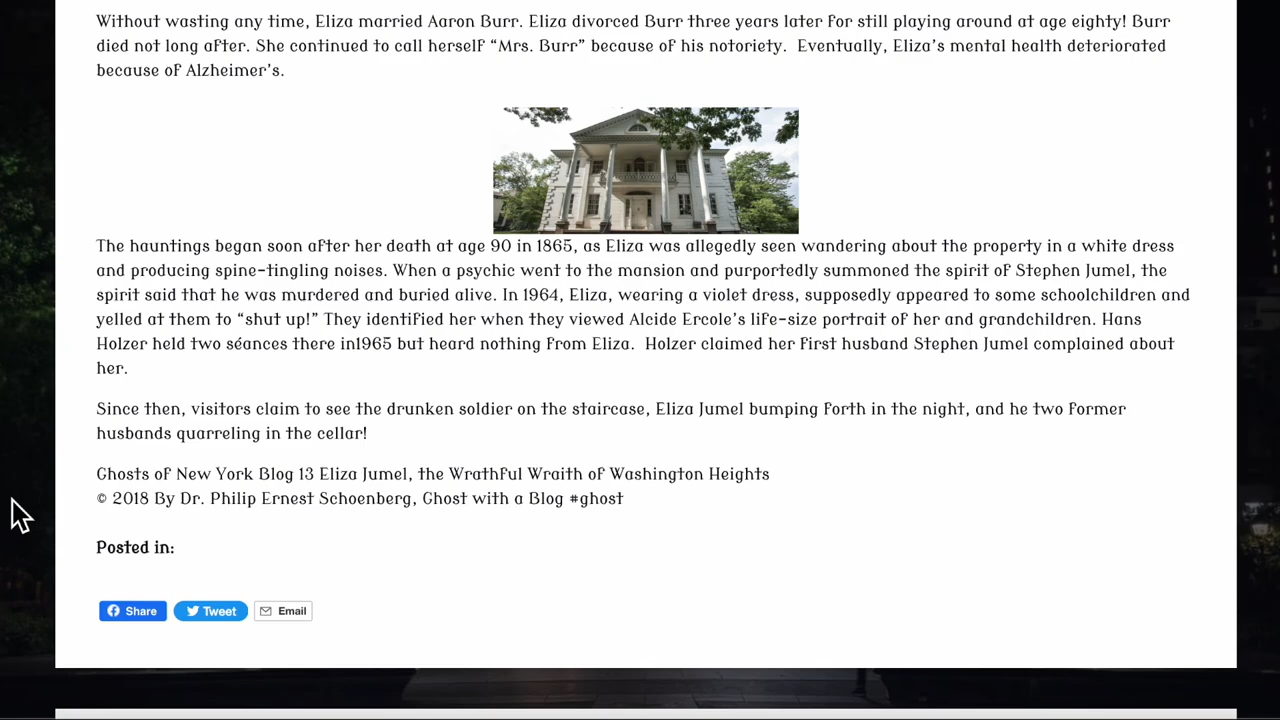 Without wasting any time, Eliza married Aaron Burr. Eliza divorced Burr three years later for still playing around at age eighty! Burr
died not long after. She continued to call herself “Mrs. Burr” because of his notoriety.  Eventually, Eliza’s mental health deteriorated
because of Alzheimer’s.
The hauntings began soon after her death at age 90 in 1865, as Eliza was allegedly seen wandering about the property in a white dress
and producing spine-tingling noises. When a psychic went to the mansion and purportedly summoned the spirit of Stephen Jumel, the
spirit said that he was murdered and buried alive. In 1964, Eliza, wearing a violet dress, supposedly appeared to some schoolchildren and
yelled at them to “shut up!” They identified her when they viewed Alcide Ercole’s life-size portrait of her and grandchildren. Hans
Holzer held two séances there in1965 but heard nothing from Eliza.  Holzer claimed her first husband Stephen Jumel complained about
her.
Since then, visitors claim to see the drunken soldier on the staircase, Eliza Jumel bumping forth in the night, and he two former
husbands quarreling in the cellar!
Ghosts of New York Blog 13 Eliza Jumel, the Wrathful Wraith of Washington Heights
© 2018 By Dr. Philip Ernest Schoenberg, Ghost with a Blog #ghost
Posted in:
Share Tweet Email